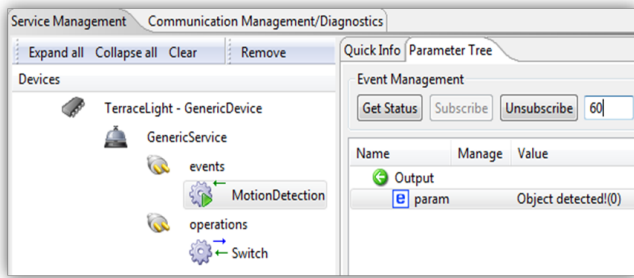 Service Management Communication Management/Diagnostics
Expand all Collapse all Clear Remove
Devices
TerraceLight - GenericDevice
GenericService
events
MotionDetection
operations
Switch
Quick Info Parameter Tree
Event Management
Get Status Subscribe Unsubscribe 60
Name Manage Value
Output
e param Object detected!(0)